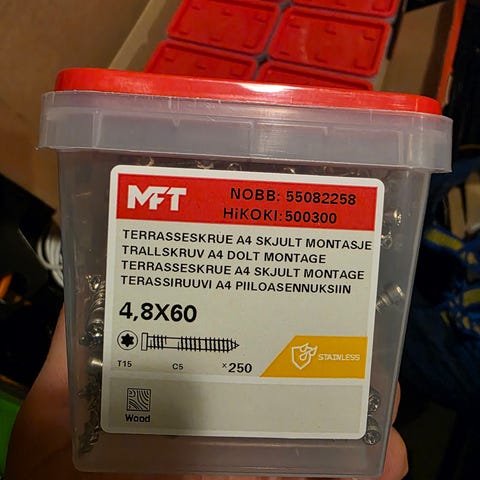 MFT
NOBB: 55082258
HiKOKI:500300
TERRASSESKRUE A4 SKJULT MONTASJE
TRALLSKRUV A4 DOLT MONTAGE
TERRASSESKRUE A4 SKJULT MONTAGE
TERASSIRUUVI A4 PIILOASENNUKSIIN
4,8X60
T15
C5
x250
STAINLESS
Wood